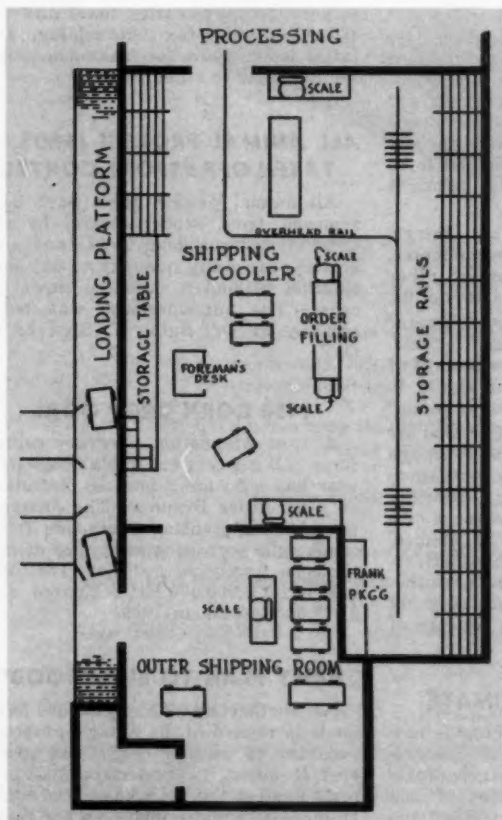 PROCESSING
SCALE
OVERHEAD RAIL
LOADING PLATFORM
STORAGE TABLE
SHIPPING
COOLER
SCALE
ORDER
FILLING
STORAGE RAILS
FOREMAN'S
DESK
SCALE
SCALE
FRANK
PKG'G
SCALE
OUTER SHIPPING ROOM